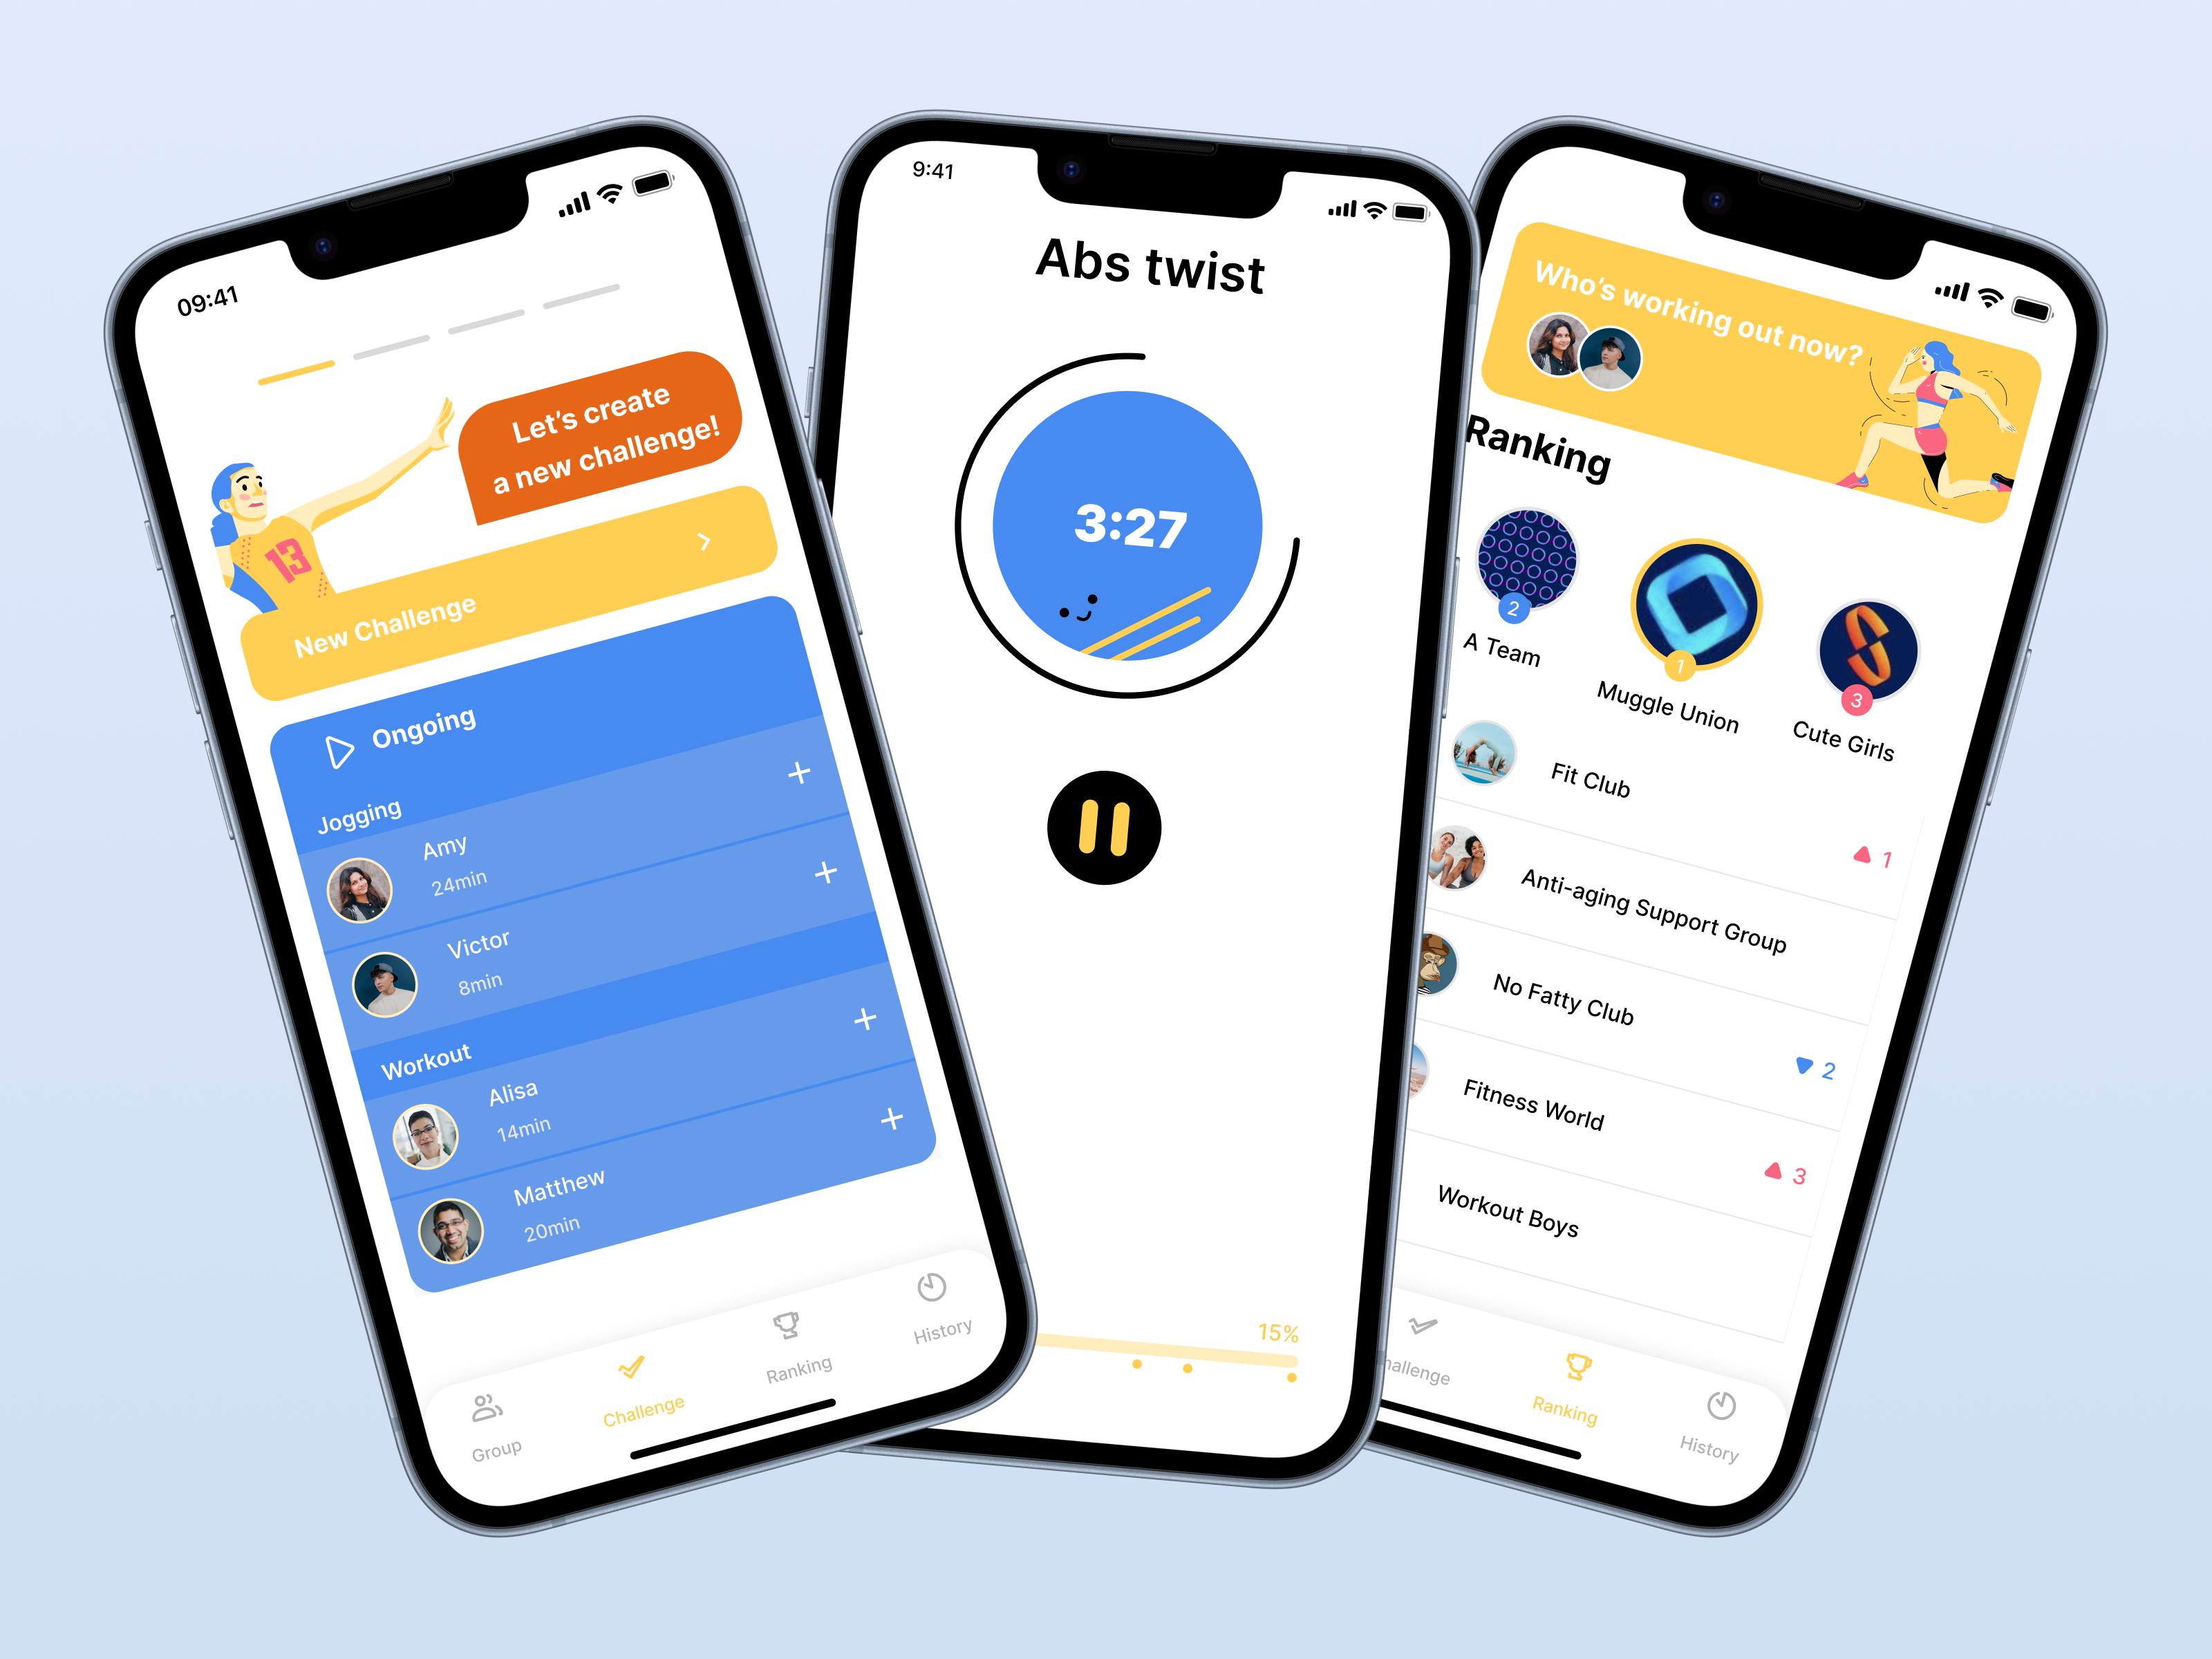 09:41
Let's create
a new challenge!
13
New Challenge
Ongoing
Jogging
Amy
24min
Victor
8min
Workout
Alisa
14min
Matthew
20min
Group
Challenge
Ranking
History
9:41
Abs twist
3:27
15%
Who's working out now?
Ranking
2
A Team
1
Muggle Union
3
Cute Girls
Fit Club
1
Anti-aging Support Group
No Fatty Club
2
Fitness World
3
Workout Boys
hallenge
Ranking
History